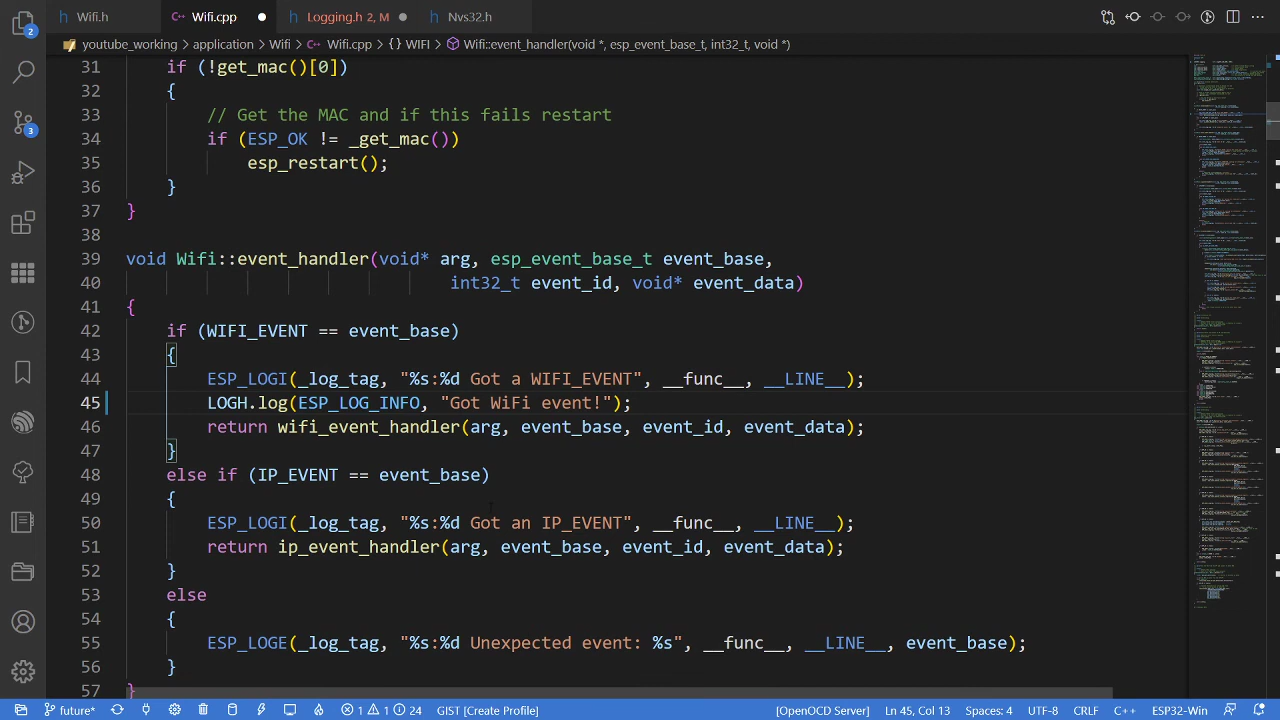 Wifi.h Wifi.cpp Logging.h 2, M Nvs32.h
youtube_working application Wifi Wifi.cpp {} WIFI Wifi::event_handler(void *, esp_event_base_t, int32_t, void *)
31 if (!get_mac()[0])
32 {
33 // Get the MAC and if this fails restart
34 if (ESP_OK != _get_mac())
35 esp_restart();
36 }
37 }
38
39 void Wifi::event_handler(void* arg, esp_event_base_t event_base,
40 int32_t event_id, void* event_data)
41 {
42 if (WIFI_EVENT == event_base)
43 {
44 ESP_LOGI(_log_tag, "%s:%d Got a WIFI_EVENT", __func__, __LINE__);
45 LOGH.log(ESP_LOG_INFO, "Got WiFi event!");
46 return wifi_event_handler(arg, event_base, event_id, event_data);
47 }
48 else if (IP_EVENT == event_base)
49 {
50 ESP_LOGI(_log_tag, "%s:%d Got an IP_EVENT", __func__, __LINE__);
51 return ip_event_handler(arg, event_base, event_id, event_data);
52 }
53 else
54 {
55 ESP_LOGE(_log_tag, "%s:%d Unexpected event: %s", __func__, __LINE__, event_base);
56 }
57 }
2
3
future* 1 1 24 GIST [Create Profile] [OpenOCD Server] Ln 45, Col 13 Spaces: 4 UTF-8 CRLF C++ ESP32-Win